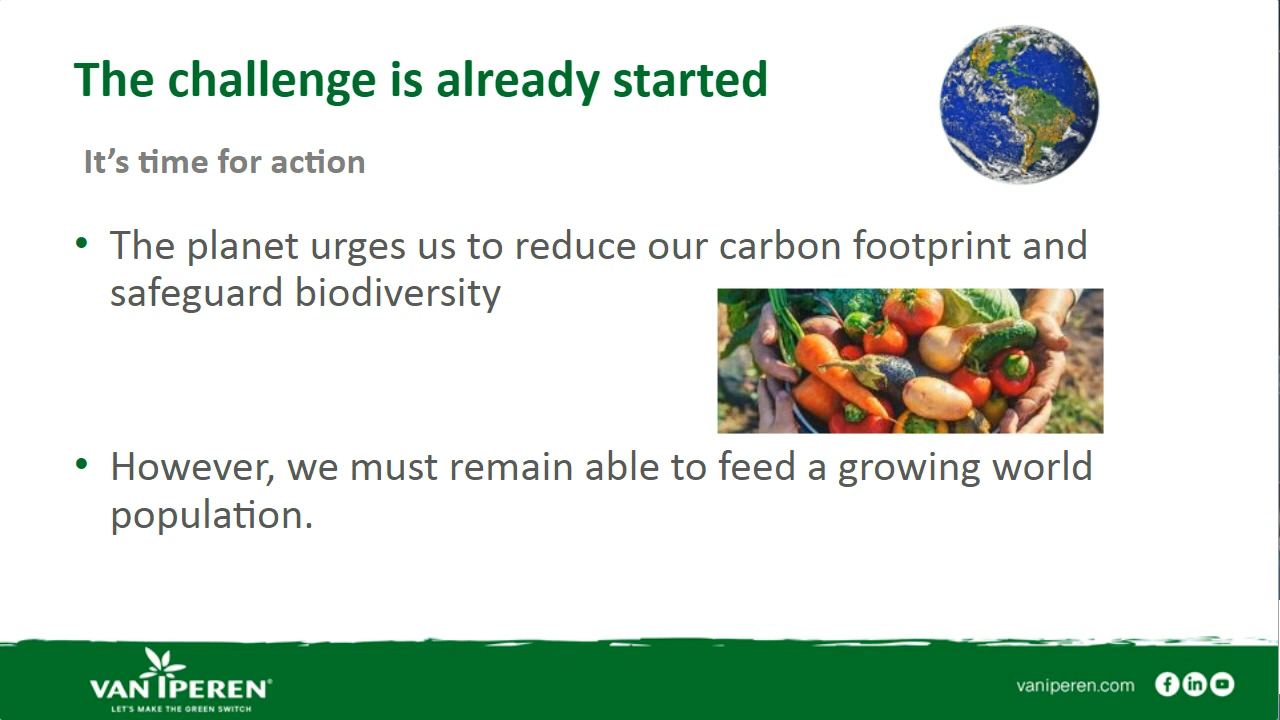 The challenge is already started
It's time for action
• The planet urges us to reduce our carbon footprint and
safeguard biodiversity
• However, we must remain able to feed a growing world
population.
VAN IPEREN®
LET'S MAKE THE GREEN SWITCH
vaniperen.com